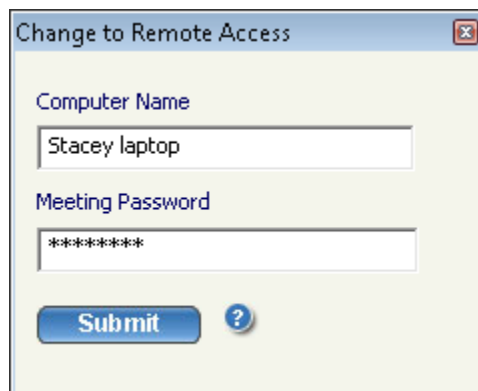 Change to Remote Access
Computer Name
Stacey laptop
Meeting Password
********
Submit ?